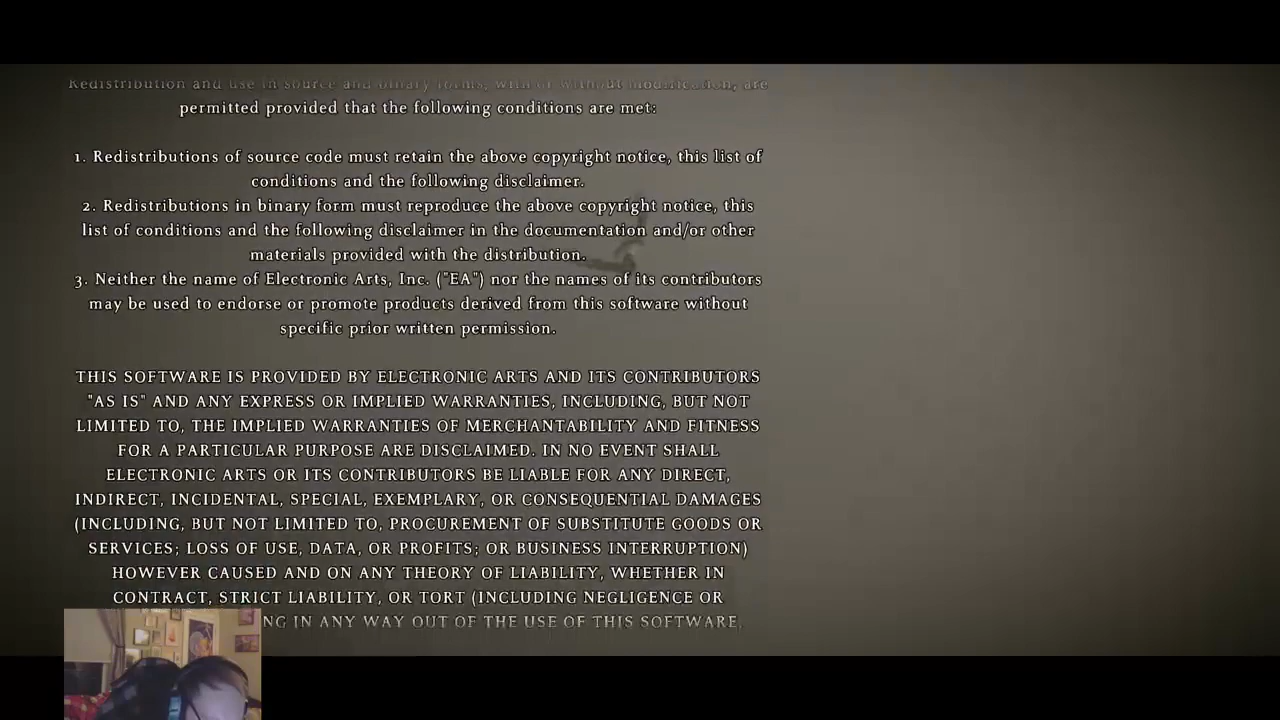 Redistribution and use in source and binary forms, with or without modification, are
permitted provided that the following conditions are met:
1. Redistributions of source code must retain the above copyright notice, this list of
conditions and the following disclaimer.
2. Redistributions in binary form must reproduce the above copyright notice, this
list of conditions and the following disclaimer in the documentation and/or other
materials provided with the distribution.
3. Neither the name of Electronic Arts, Inc. ("EA") nor the names of its contributors
may be used to endorse or promote products derived from this software without
specific prior written permission.
THIS SOFTWARE IS PROVIDED BY ELECTRONIC ARTS AND ITS CONTRIBUTORS
"AS IS" AND ANY EXPRESS OR IMPLIED WARRANTIES, INCLUDING, BUT NOT
LIMITED TO, THE IMPLIED WARRANTIES OF MERCHANTABILITY AND FITNESS
FOR A PARTICULAR PURPOSE ARE DISCLAIMED. IN NO EVENT SHALL
ELECTRONIC ARTS OR ITS CONTRIBUTORS BE LIABLE FOR ANY DIRECT,
INDIRECT, INCIDENTAL, SPECIAL, EXEMPLARY, OR CONSEQUENTIAL DAMAGES
(INCLUDING, BUT NOT LIMITED TO, PROCUREMENT OF SUBSTITUTE GOODS OR
SERVICES; LOSS OF USE, DATA, OR PROFITS; OR BUSINESS INTERRUPTION)
HOWEVER CAUSED AND ON ANY THEORY OF LIABILITY, WHETHER IN
CONTRACT, STRICT LIABILITY, OR TORT (INCLUDING NEGLIGENCE OR
NG IN ANY WAY OUT OF THE USE OF THIS SOFTWARE,